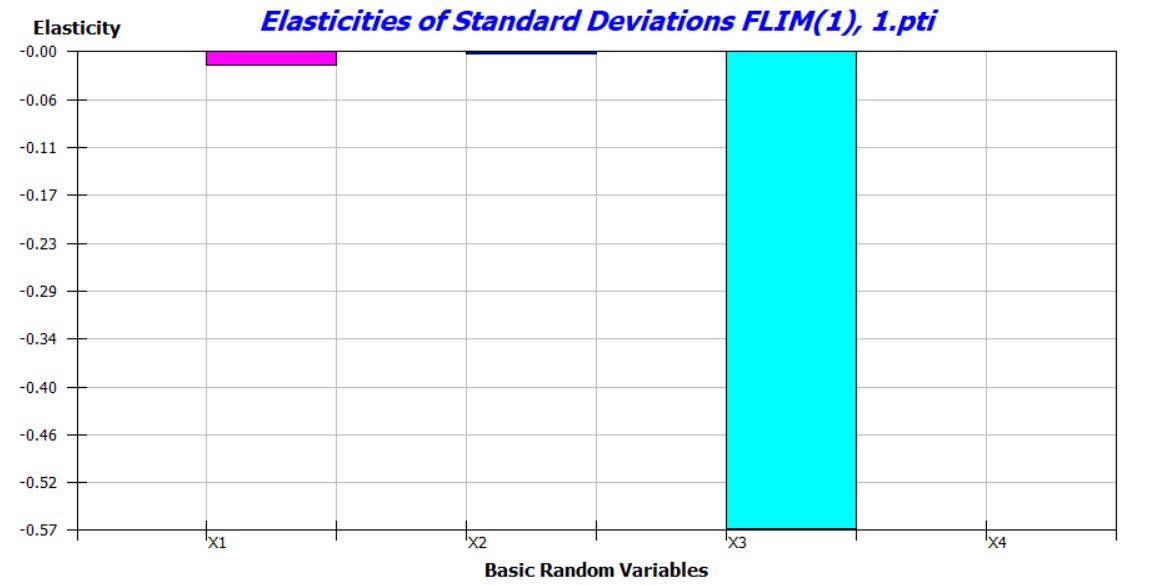 Elasticities of Standard Deviations FLIM(1), 1.pti
Elasticity
-0.00
-0.06
-0.11
-0.17
-0.23
-0.29
-0.34
-0.40
-0.46
-0.52
-0.57
X1 X2 X3 X4
Basic Random Variables